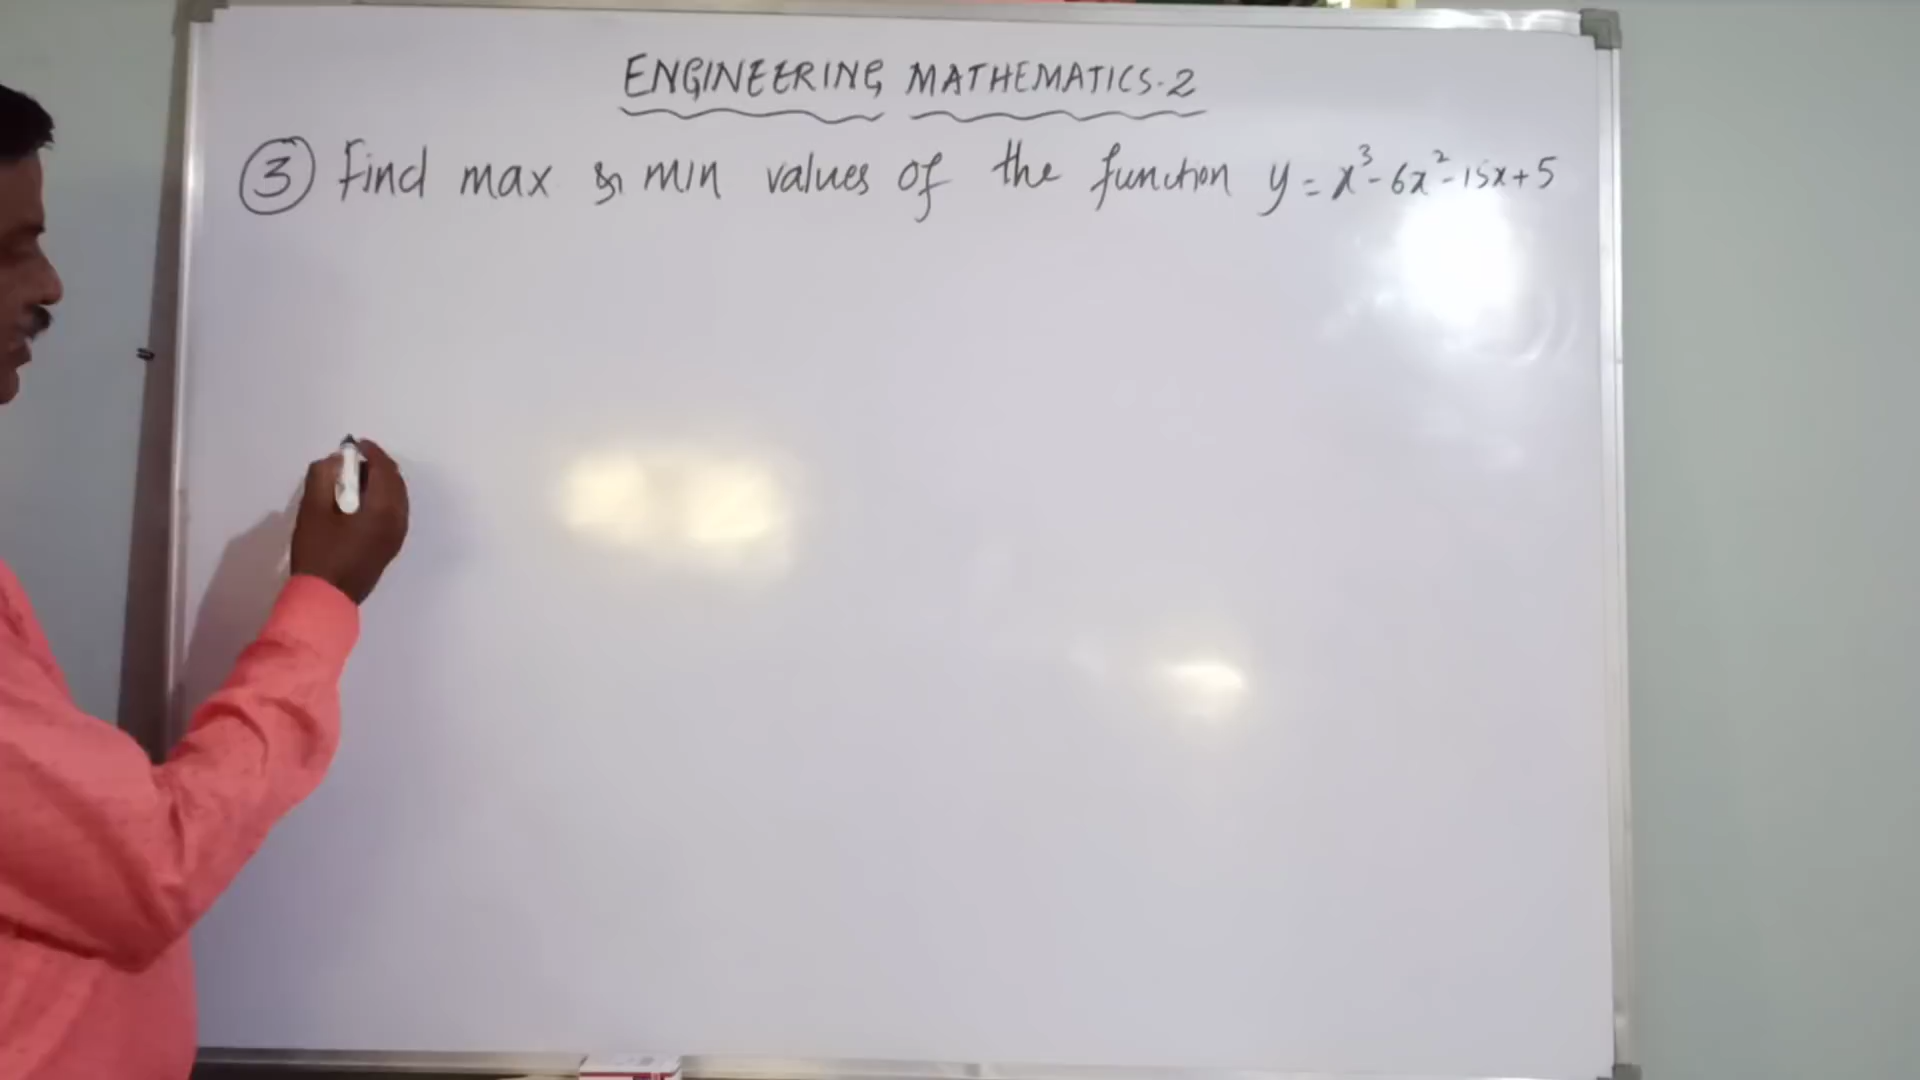 ENGINEERING MATHEMATICS-2
③ Find max & min values of the function y = x³ - 6x² - 15x + 5